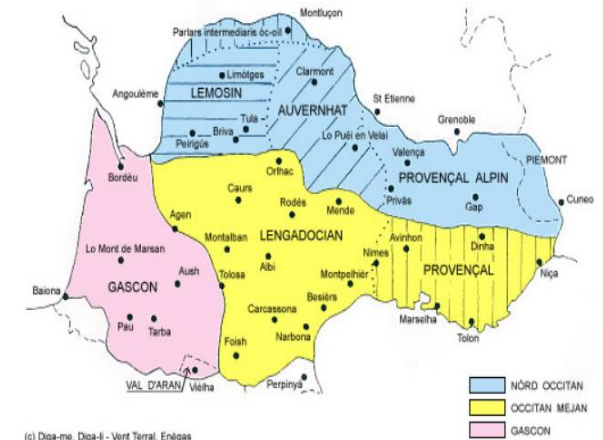 Montluçon
Parlars intermediaris òc-oïl
Limòtges
Clarmont
LEMOSIN
Angoulème
AUVERNHAT
St Etienne
Tula
Grenoble
Briva
Peirigús
Lo Puèi en Velai
Valença
PIEMONT
Orlhac
PROVENÇAL ALPIN
Bordèu
Privàs
Gap
Cuneo
Caurs
Rodés
Mende
Agen
LENGADOCIAN
Avinhon
Dinha
Montalban
Lo Mont de Marsan
Albi
Nimes
PROVENÇAL
Niça
Aush
Tolosa
Montpelhièr
GASCON
Baiona
Besièrs
Carcassona
Marselha
Pau
Tarba
Narbona
Tolon
Foish
VAL D'ARAN
Vièlha
Perpinyà
NÒRD OCCITAN
OCCITAN MEJAN
GASCON
(c) Diga-me, Diga-li - Vent Terral, Enègas